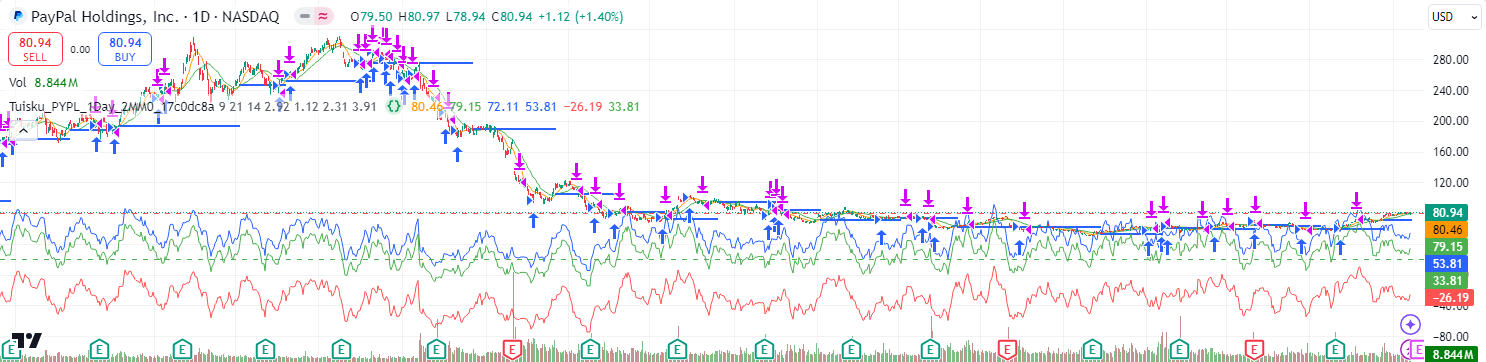 PayPal Holdings, Inc. · 1D · NASDAQ O79.50 H80.97 L78.94 C80.94 +1.12 (+1.40%)
USD
80.94
SELL
0.00
80.94
BUY
Vol 8.844M
Tuisku_PYPL_1Day_2MM0_17c0dc8a 9 21 14 2.92 1.12 2.31 3.91 {} 80.46 79.15 72.11 53.81 −26.19 33.81
280.00
240.00
200.00
160.00
120.00
80.94
80.46
79.15
53.81
33.81
−26.19
−80.00
8.844M
E E E E E E E E E E E E E E E E E E